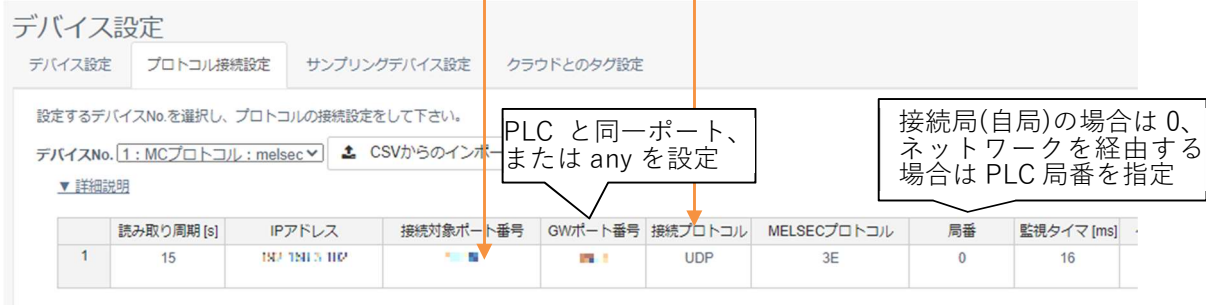 デバイス設定
デバイス設定 プロトコル接続設定 サンプリングデバイス設定 クラウドとのタグ設定
設定するデバイスNo.を選択し、プロトコルの接続設定をして下さい。
デバイスNo. 1:MCプロトコル:melsec CSVからのインポー
▼ 詳細説明
PLC と同一ポート、
または any を設定
接続局(自局)の場合は 0、
ネットワークを経由する
場合は PLC 局番を指定
読み取り周期 [s] IPアドレス 接続対象ポート番号 GWポート番号 接続プロトコル MELSECプロトコル 局番 監視タイマ [ms]
1 15 UDP 3E 0 16